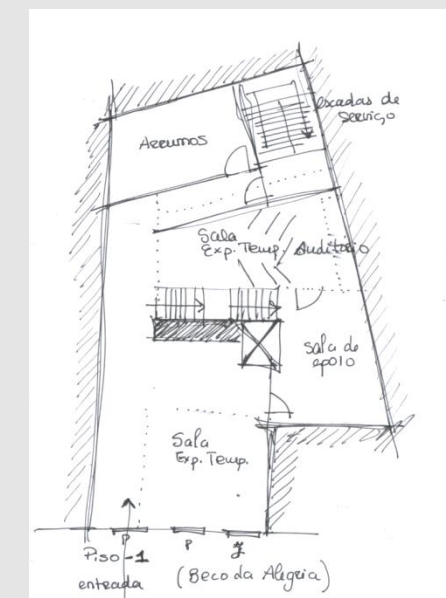 escadas de
serviço
Arrumos
Sala
Exp. Temp. / Auditório
Sala de
apoio
Sala
Exp. Temp.
P
P
J
Piso -1
entrada
(Beco da Alegria)